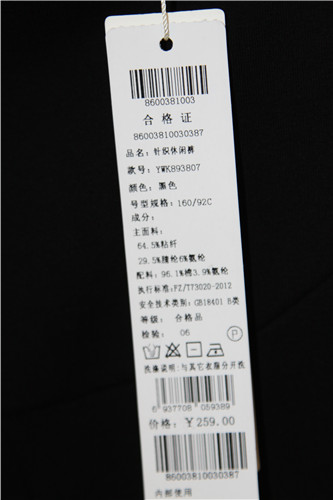 8600381003
合格证
86003810030387
品名: 针织休闲裤
款号: YWK893807
颜色: 黑色
号型规格: 160/92C
成分:
主面料:
64.5%粘纤
29.5%腈纶6%氨纶
配料: 96.1%棉3.9%氨纶
执行标准: FZ/T73020-2012
安全技术类别: GB18401 B类
等级: 合格品
检验: 06
P
洗涤说明:与其它衣服分开洗
6 937708 059389
价格: ¥259.00
86003810030387
内部使用